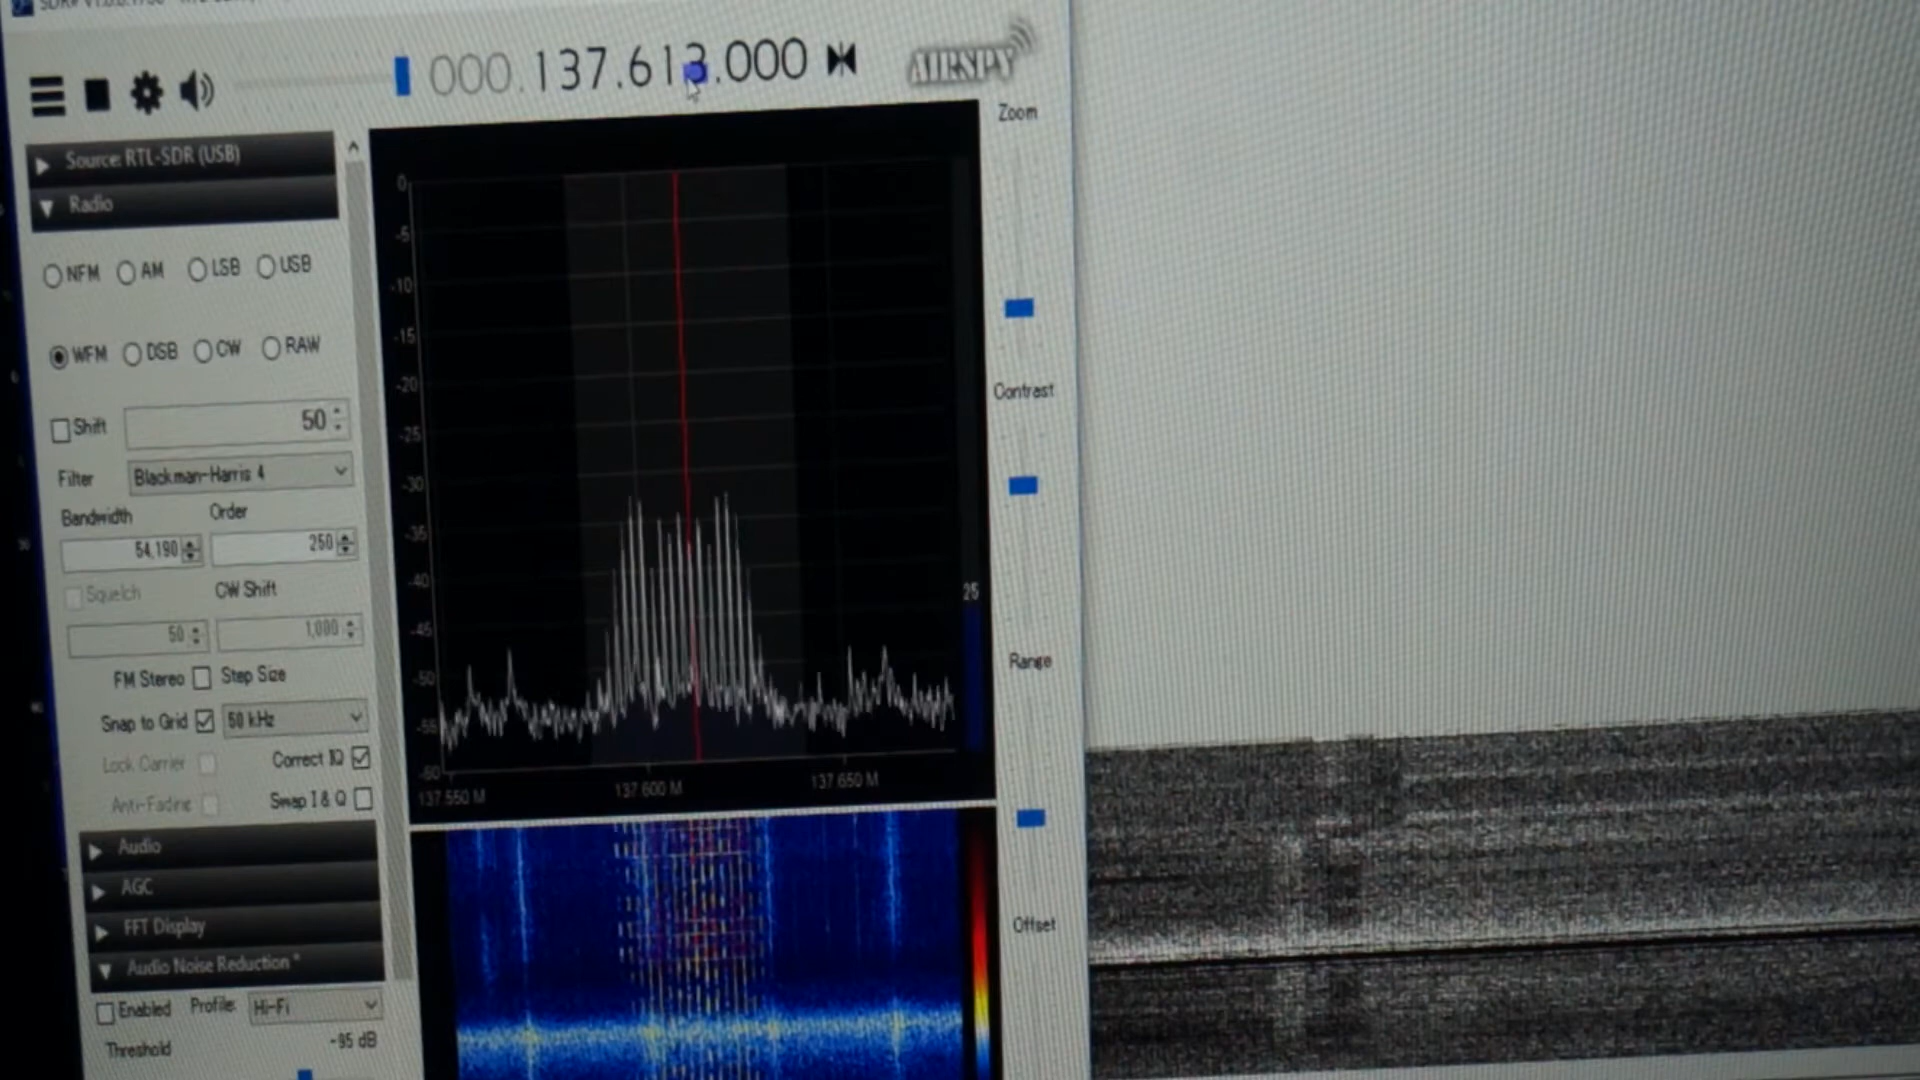 000.137.613.000
AIRSPY
Zoom
Source: RTL-SDR (USB)
Radio
NFM AM LSB USB
WFM DSB CW RAW
Shift 50
Filter Blackman-Harris 4
Bandwidth Order
54,190 250
Squelch CW Shift
50 1,000
FM Stereo Step Size
Snap to Grid 50 kHz
Lock Carrier Correct IQ
Anti-Fading Swap I & Q
Audio
AGC
FFT Display
Audio Noise Reduction *
Enabled Profile: Hi-Fi
Threshold -95 dB
0
-5
-10
-15
-20
-25
-30
-35
-40
-45
-50
-55
-60
137.550 M 137.600 M 137.650 M
25
Contrast
Range
Offset